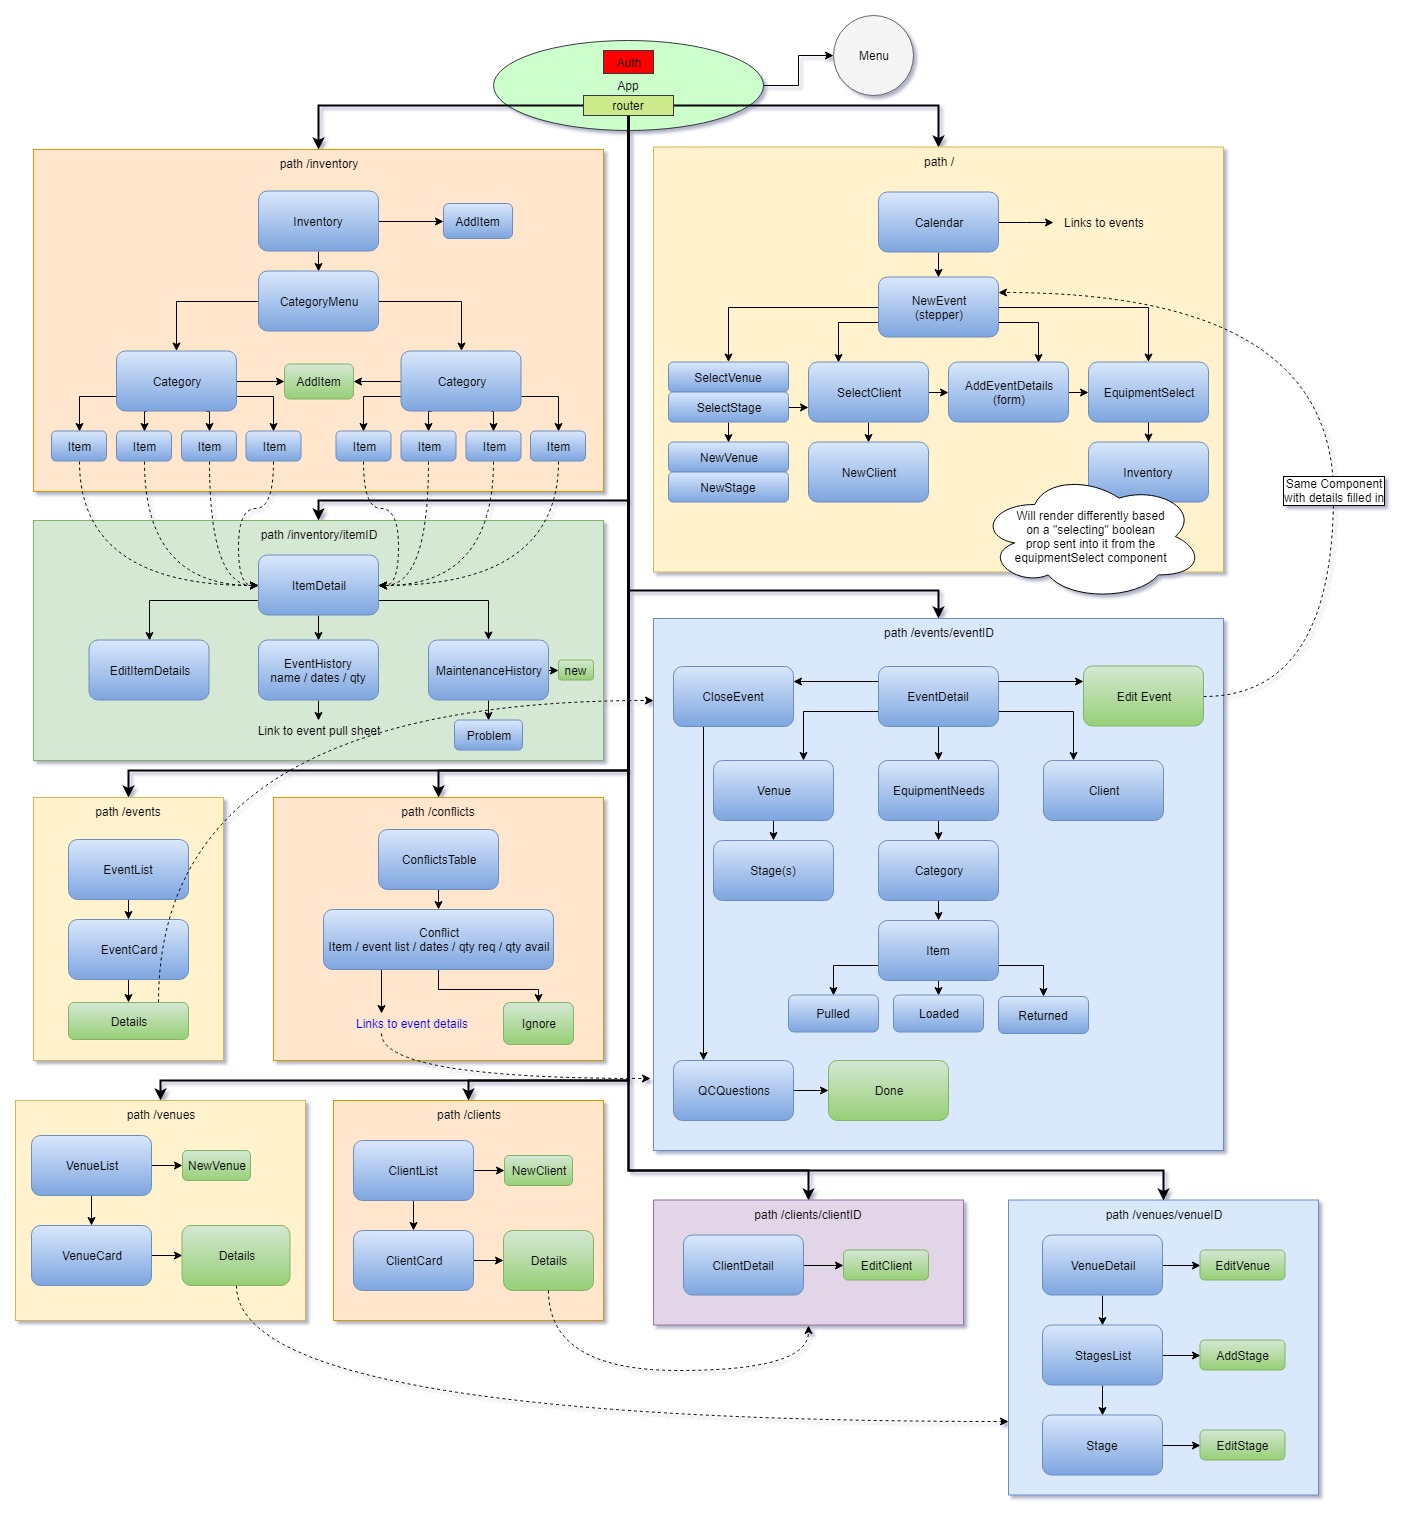 Auth
App
router
Menu
path /inventory
Inventory
AddItem
CategoryMenu
Category
AddItem
Category
Item
Item
Item
Item
Item
Item
Item
Item
path /
Calendar
Links to events
NewEvent
(stepper)
SelectVenue
SelectStage
SelectClient
AddEventDetails
(form)
EquipmentSelect
NewVenue
NewStage
NewClient
Inventory
Will render differently based
on a "selecting" boolean
prop sent into it from the
equipmentSelect component
Same Component
with details filled in
path /inventory/itemID
ItemDetail
EditItemDetails
EventHistory
name / dates / qty
MaintenanceHistory
new
Link to event pull sheet
Problem
path /events/eventID
CloseEvent
EventDetail
Edit Event
Venue
EquipmentNeeds
Client
Stage(s)
Category
Item
Pulled
Loaded
Returned
QCQuestions
Done
path /events
EventList
EventCard
Details
path /conflicts
ConflictsTable
Conflict
Item / event list / dates / qty req / qty avail
Links to event details
Ignore
path /venues
VenueList
NewVenue
VenueCard
Details
path /clients
ClientList
NewClient
ClientCard
Details
path /clients/clientID
ClientDetail
EditClient
path /venues/venueID
VenueDetail
EditVenue
StagesList
AddStage
Stage
EditStage